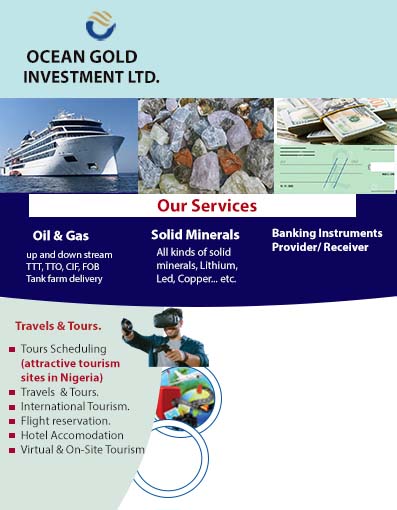 OCEAN GOLD
INVESTMENT LTD.
Our Services
Oil & Gas
up and down stream
TTT, TTO, CIF, FOB
Tank farm delivery
Solid Minerals
All kinds of solid
minerals, Lithium,
Led, Copper... etc.
Banking Instruments
Provider/ Receiver
Travels & Tours.
Tours Scheduling
(attractive tourism
sites in Nigeria)
Travels & Tours.
International Tourism.
Flight reservation.
Hotel Accomodation
Virtual & On-Site Tourism